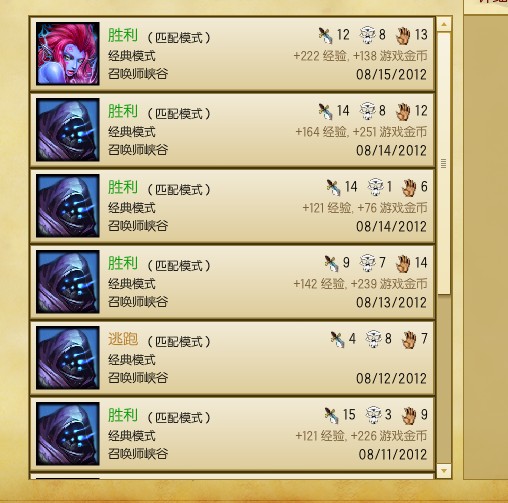 胜利 (匹配模式) 12 8 13
经典模式 +222 经验, +138 游戏金币
召唤师峡谷 08/15/2012
胜利 (匹配模式) 14 8 12
经典模式 +164 经验, +251 游戏金币
召唤师峡谷 08/14/2012
胜利 (匹配模式) 14 1 6
经典模式 +121 经验, +76 游戏金币
召唤师峡谷 08/14/2012
胜利 (匹配模式) 9 7 14
经典模式 +142 经验, +239 游戏金币
召唤师峡谷 08/13/2012
逃跑 (匹配模式) 4 8 7
经典模式
召唤师峡谷 08/12/2012
胜利 (匹配模式) 15 3 9
经典模式 +121 经验, +226 游戏金币
召唤师峡谷 08/11/2012